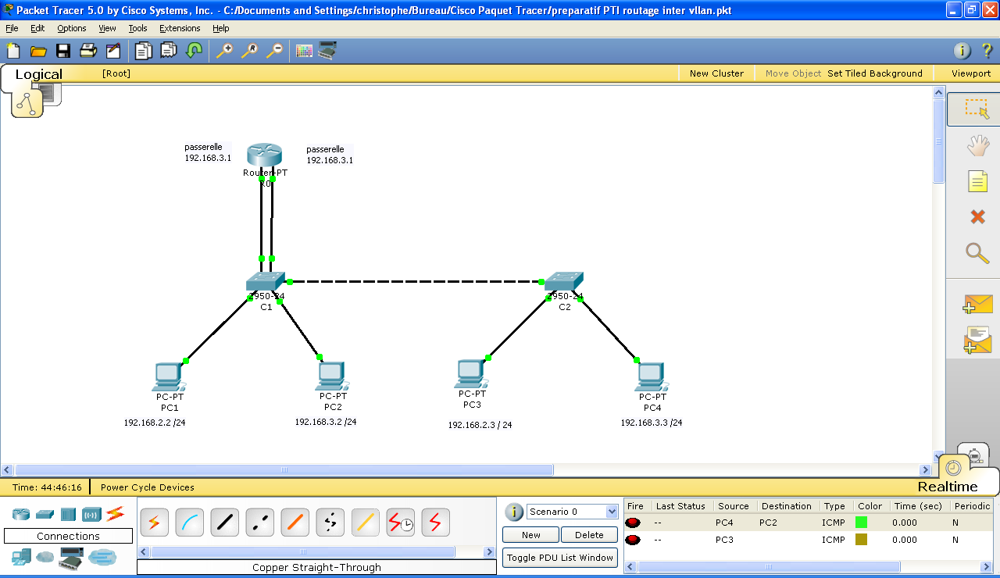 Packet Tracer 5.0 by Cisco Systems, Inc. - C:/Documents and Settings/christophe/Bureau/Cisco Paquet Tracer/preparatif PTI routage inter vllan.pkt
File Edit Options View Tools Extensions Help
Logical [Root] New Cluster Move Object Set Tiled Background Viewport
passerelle
192.168.3.1
passerelle
192.168.3.1
Router-PT
R0
2950-24
C1
2950-24
C2
PC-PT
PC1
PC-PT
PC2
PC-PT
PC3
PC-PT
PC4
192.168.2.2 /24
192.168.3.2 /24
192.168.2.3 / 24
192.168.3.3 /24
Time: 44:46:16 Power Cycle Devices
Realtime
Connections
Copper Straight-Through
Scenario 0
New Delete
Toggle PDU List Window
Fire Last Status Source Destination Type Color Time (sec) Periodic
-- PC4 PC2 ICMP 0.000 N
-- PC3 ICMP 0.000 N